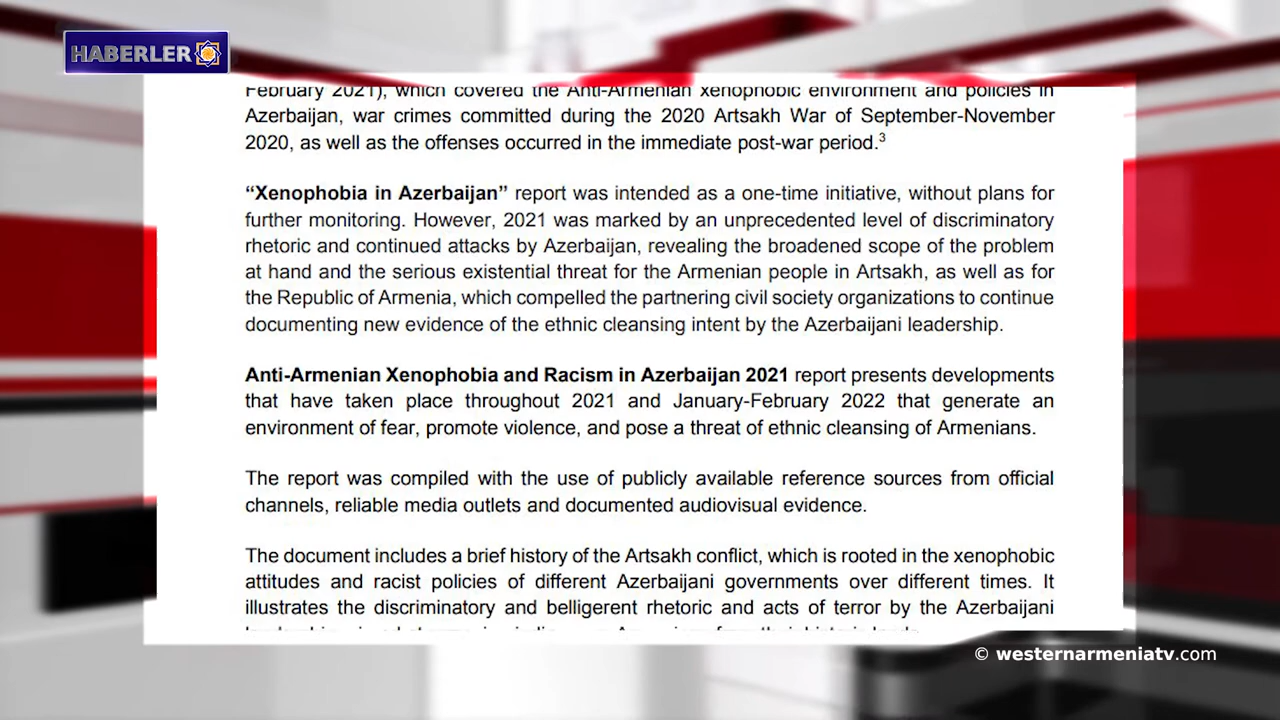 HABERLER
February 2021), which covered the Anti-Armenian xenophobic environment and policies in
Azerbaijan, war crimes committed during the 2020 Artsakh War of September-November
2020, as well as the offenses occurred in the immediate post-war period.3
“Xenophobia in Azerbaijan” report was intended as a one-time initiative, without plans for
further monitoring. However, 2021 was marked by an unprecedented level of discriminatory
rhetoric and continued attacks by Azerbaijan, revealing the broadened scope of the problem
at hand and the serious existential threat for the Armenian people in Artsakh, as well as for
the Republic of Armenia, which compelled the partnering civil society organizations to continue
documenting new evidence of the ethnic cleansing intent by the Azerbaijani leadership.
Anti-Armenian Xenophobia and Racism in Azerbaijan 2021 report presents developments
that have taken place throughout 2021 and January-February 2022 that generate an
environment of fear, promote violence, and pose a threat of ethnic cleansing of Armenians.
The report was compiled with the use of publicly available reference sources from official
channels, reliable media outlets and documented audiovisual evidence.
The document includes a brief history of the Artsakh conflict, which is rooted in the xenophobic
attitudes and racist policies of different Azerbaijani governments over different times. It
illustrates the discriminatory and belligerent rhetoric and acts of terror by the Azerbaijani
© westernarmeniatv.com